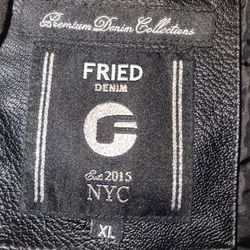 Premium Denim Collections
FRIED
DENIM
Est. 2015
NYC
XL